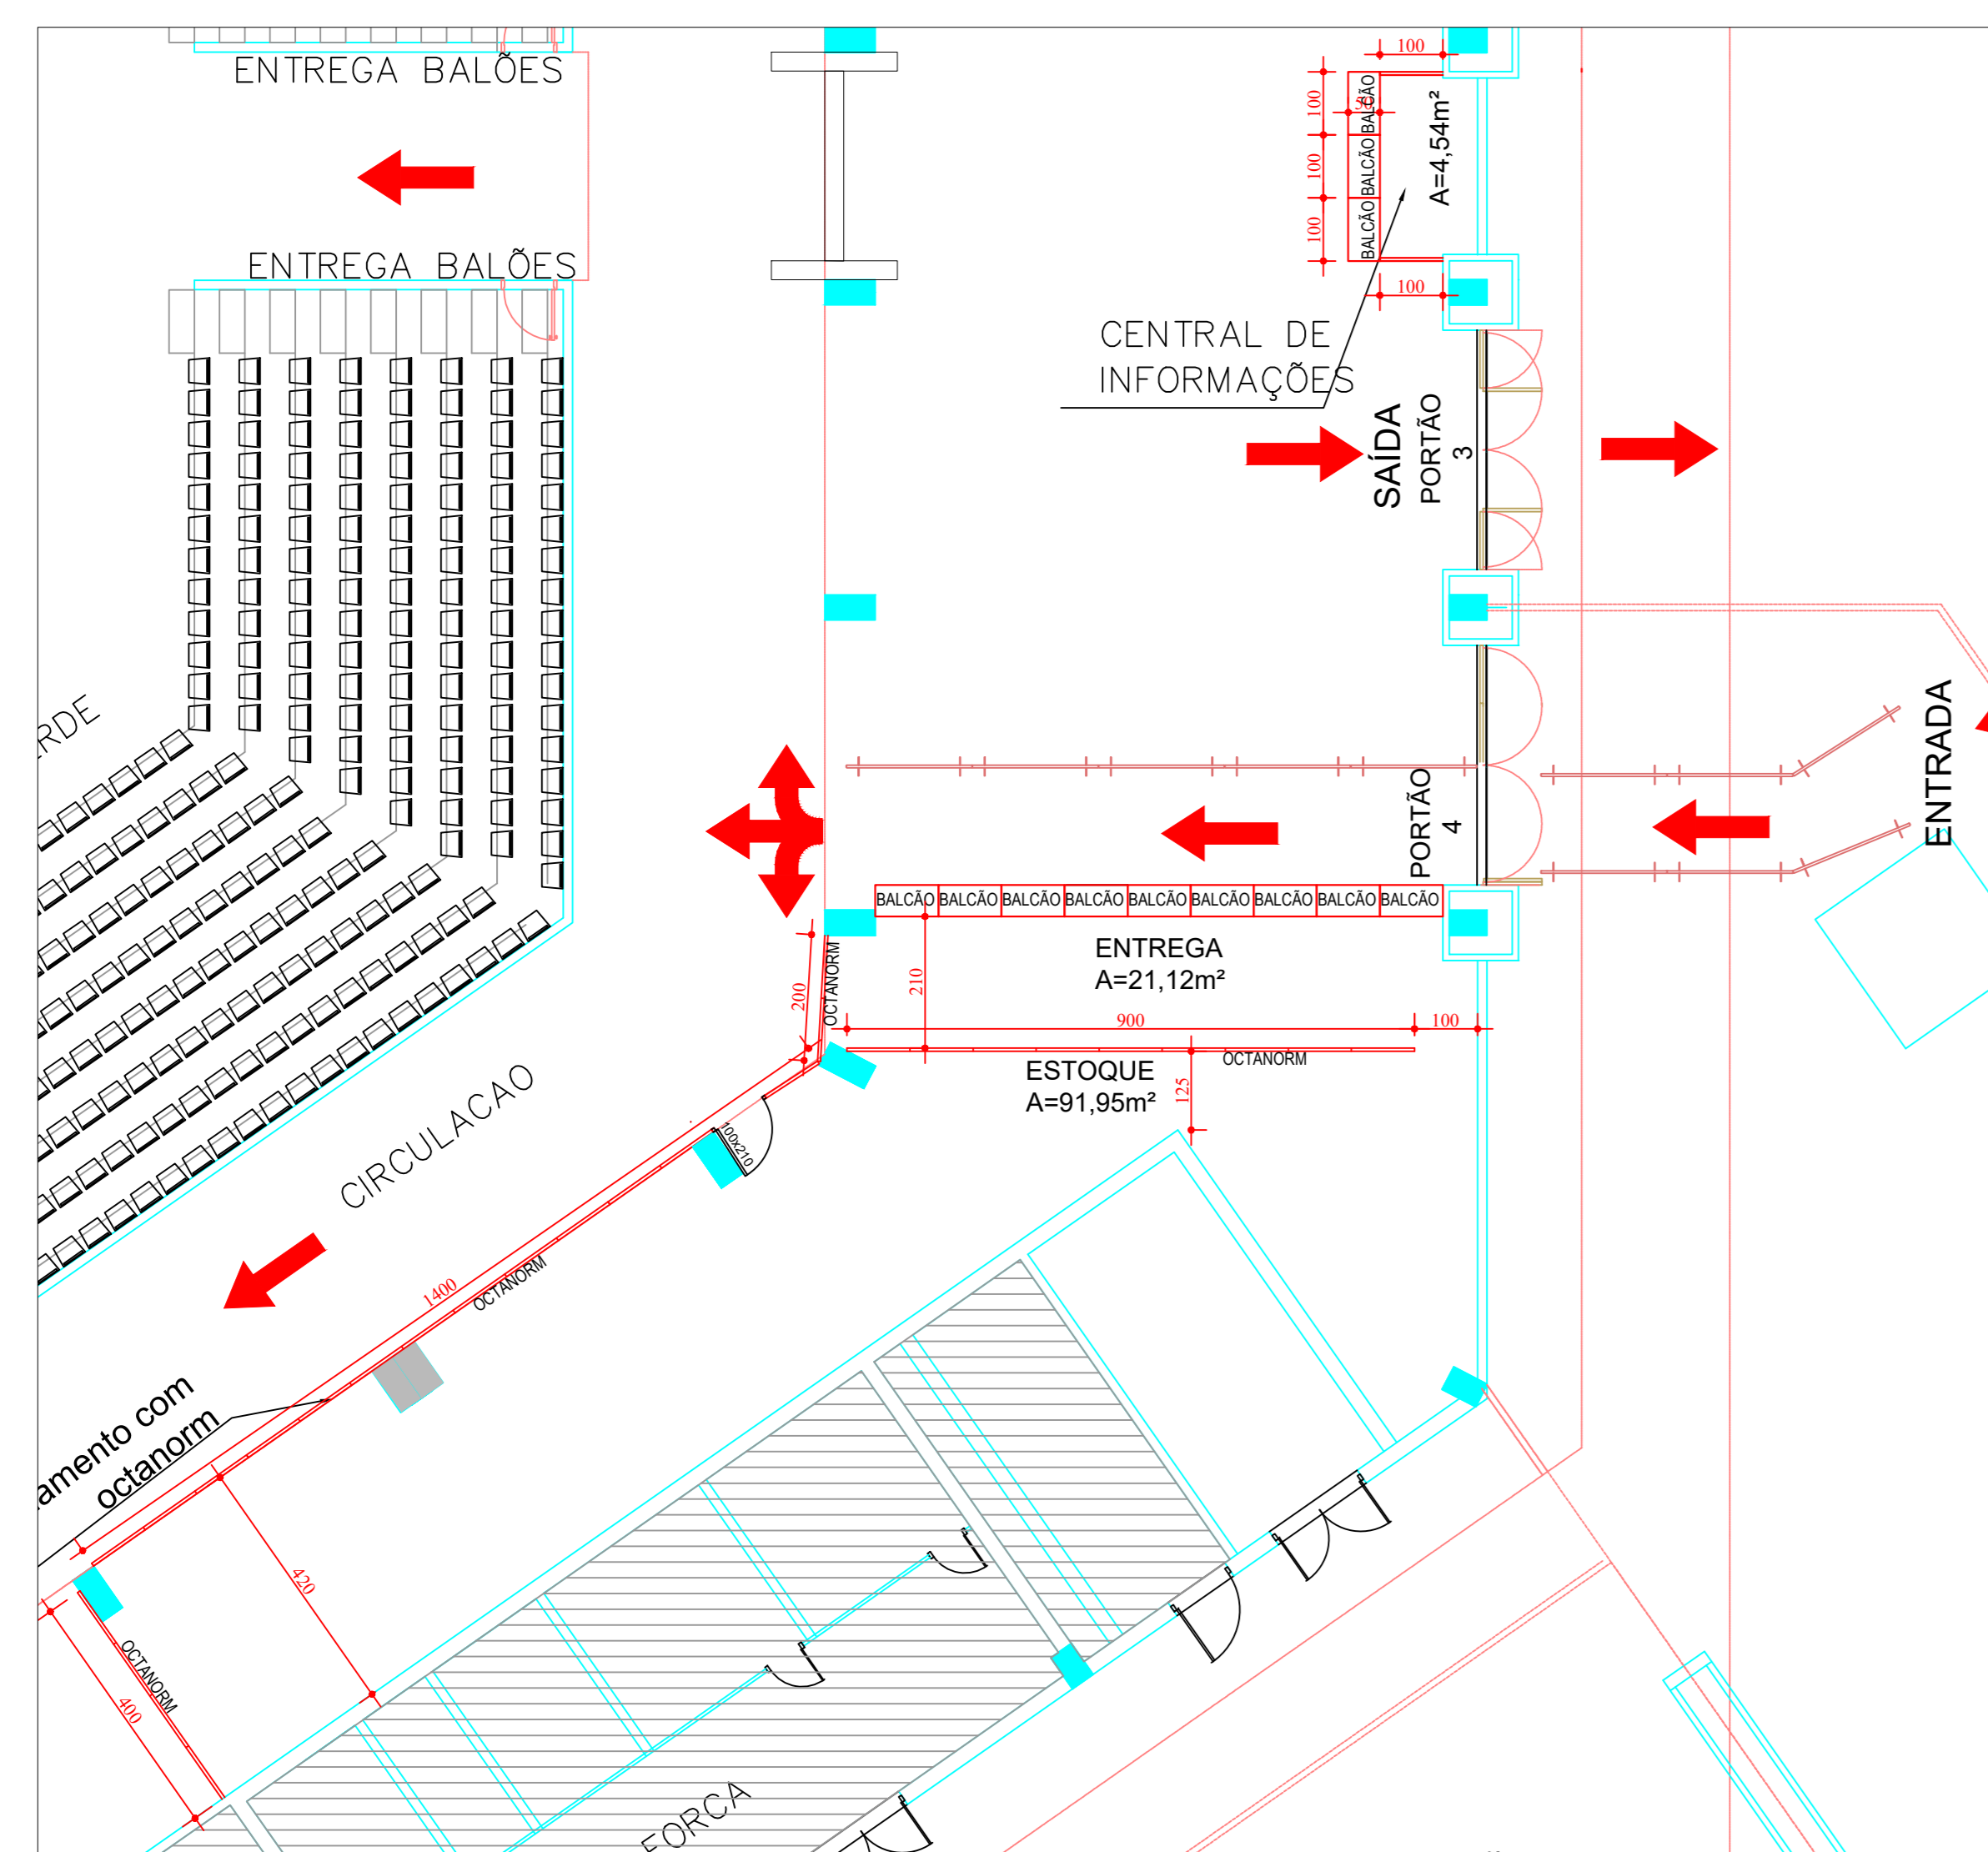 ENTREGA BALÕES
ENTREGA BALÕES
100
100
100
100
50
BALCÃO
BALCÃO
BALCÃO
A=4,54m²
100
CENTRAL DE
INFORMAÇÕES
SAÍDA
PORTÃO
3
ENTRADA
PORTÃO
4
BALCÃO BALCÃO BALCÃO BALCÃO BALCÃO BALCÃO BALCÃO BALCÃO BALCÃO
ENTREGA
A=21,12m²
210
200
OCTANORM
900
100
OCTANORM
ESTOQUE
A=91,95m²
125
100x210
CIRCULACAO
1400
OCTANORM
octanorm
420
400
OCTANORM
FORCA